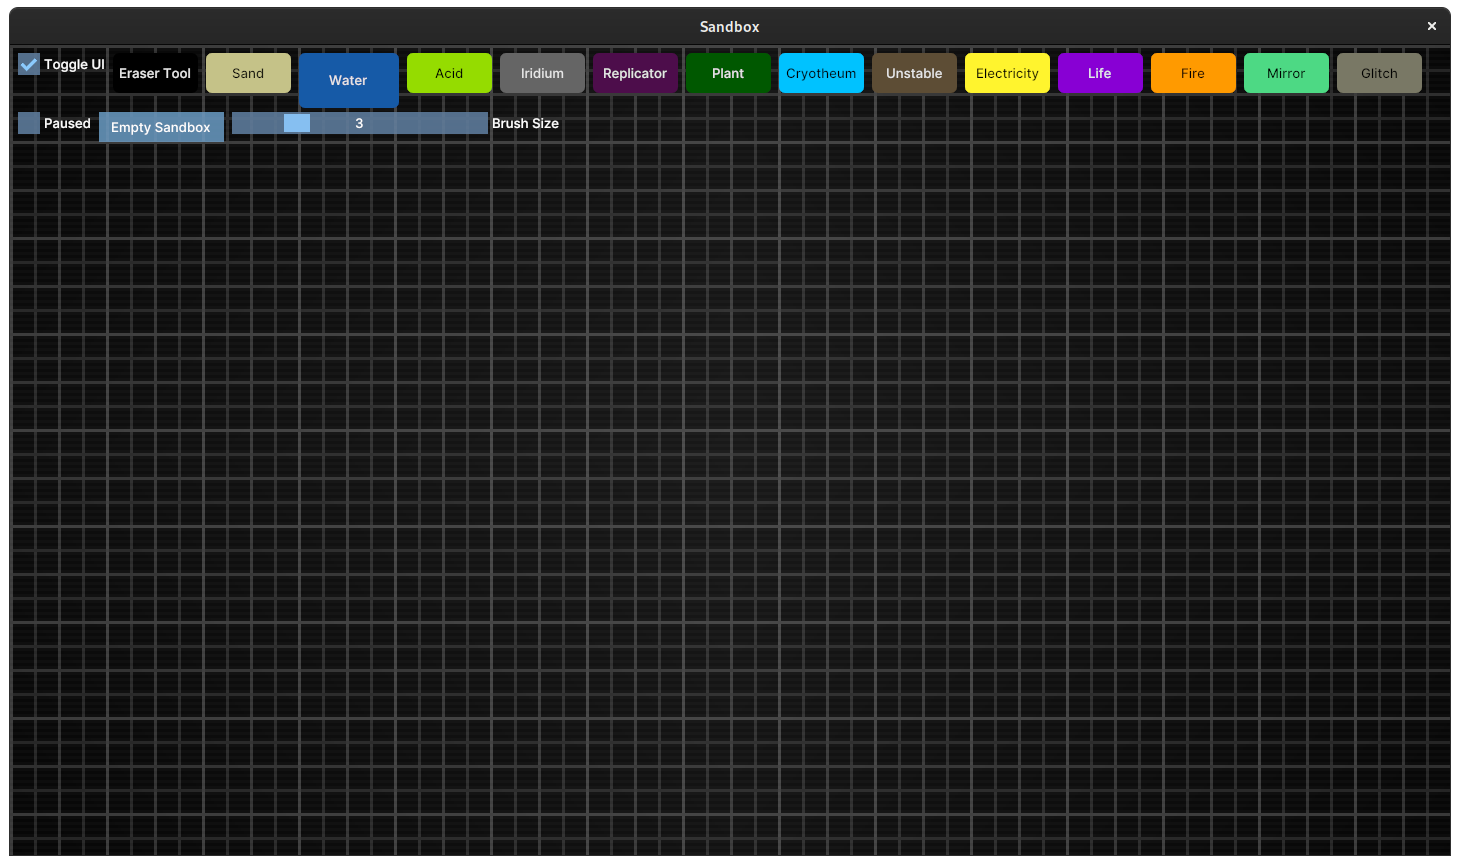 Sandbox
Toggle UI Eraser Tool Sand Water Acid Iridium Replicator Plant Cryotheum Unstable Electricity Life Fire Mirror Glitch
Paused Empty Sandbox 3 Brush Size